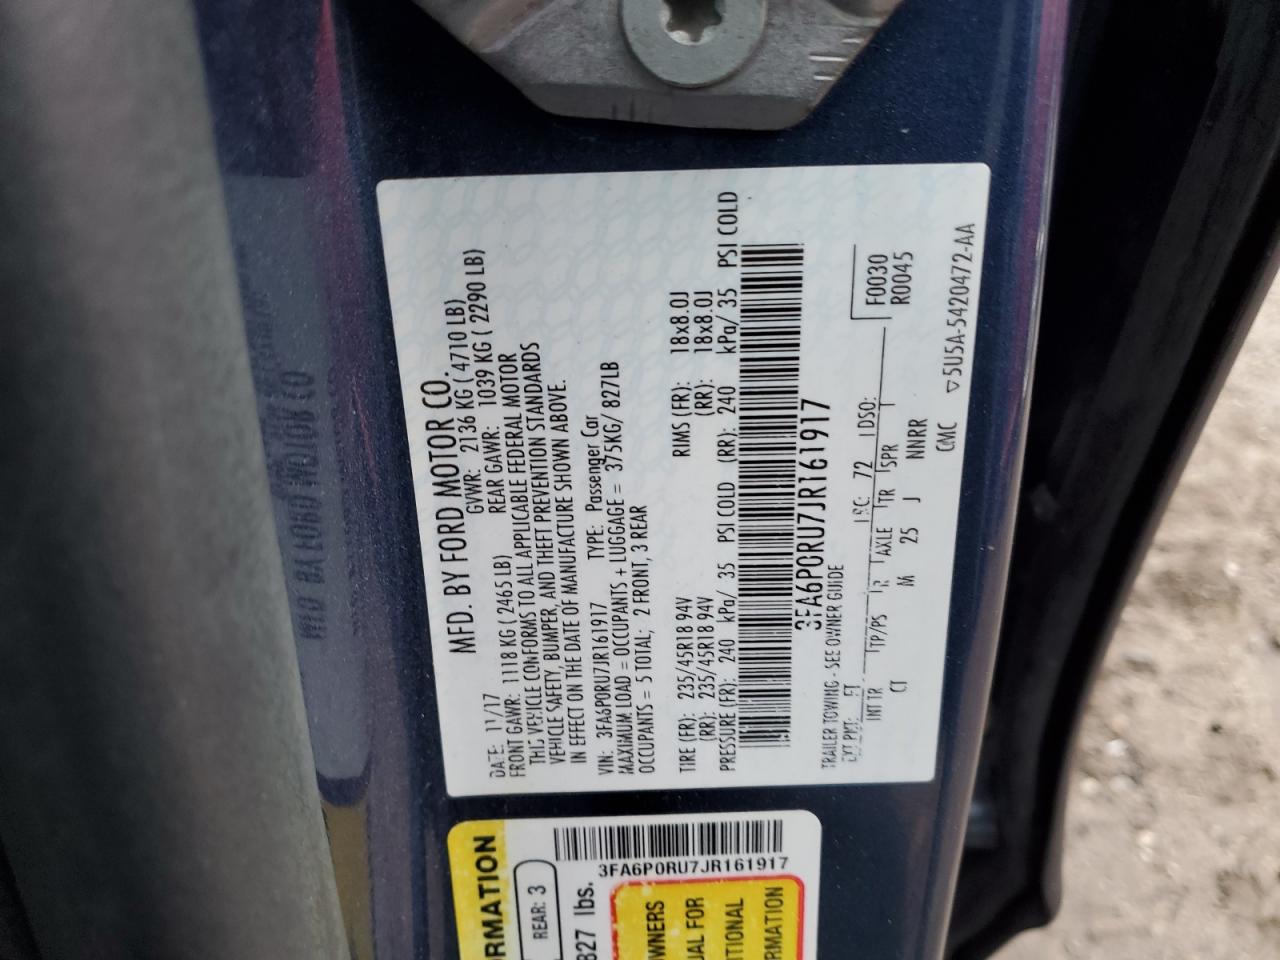 MFD. BY FORD MOTOR CO.
DATE: 11/17 GVWR: 2136 KG ( 4710 LB)
FRONT GAWR: 1118 KG ( 2465 LB) REAR GAWR: 1039 KG ( 2290 LB)
THIS VEHICLE CONFORMS TO ALL APPLICABLE FEDERAL MOTOR
VEHICLE SAFETY, BUMPER, AND THEFT PREVENTION STANDARDS
IN EFFECT ON THE DATE OF MANUFACTURE SHOWN ABOVE.
VIN: 3FA6P0RU7JR161917 TYPE: Passenger Car
MAXIMUM LOAD = OCCUPANTS + LUGGAGE = 375KG/ 827LB
OCCUPANTS = 5 TOTAL; 2 FRONT, 3 REAR
TIRE (FR): 235/45R18 94V RIMS (FR): 18x8.0J
(RR): 235/45R18 94V (RR): 18x8.0J
PRESSURE (FR): 240 kPa/ 35 PSI COLD (RR): 240 kPa/ 35 PSI COLD
3FA6P0RU7JR161917
TRAILER TOWING - SEE OWNER GUIDE
EXT PNT: FT RC: 72 DSO: F0030
R0045
INT TR TP/PS R AXLE TR SPR
CT M 25 J NNRR
CMC
▽5U5A-5420472-AA
RMATION
REAR: 3
827 lbs.
3FA6P0RU7JR161917
WNERS
UAL FOR
ITIONAL
RMATION